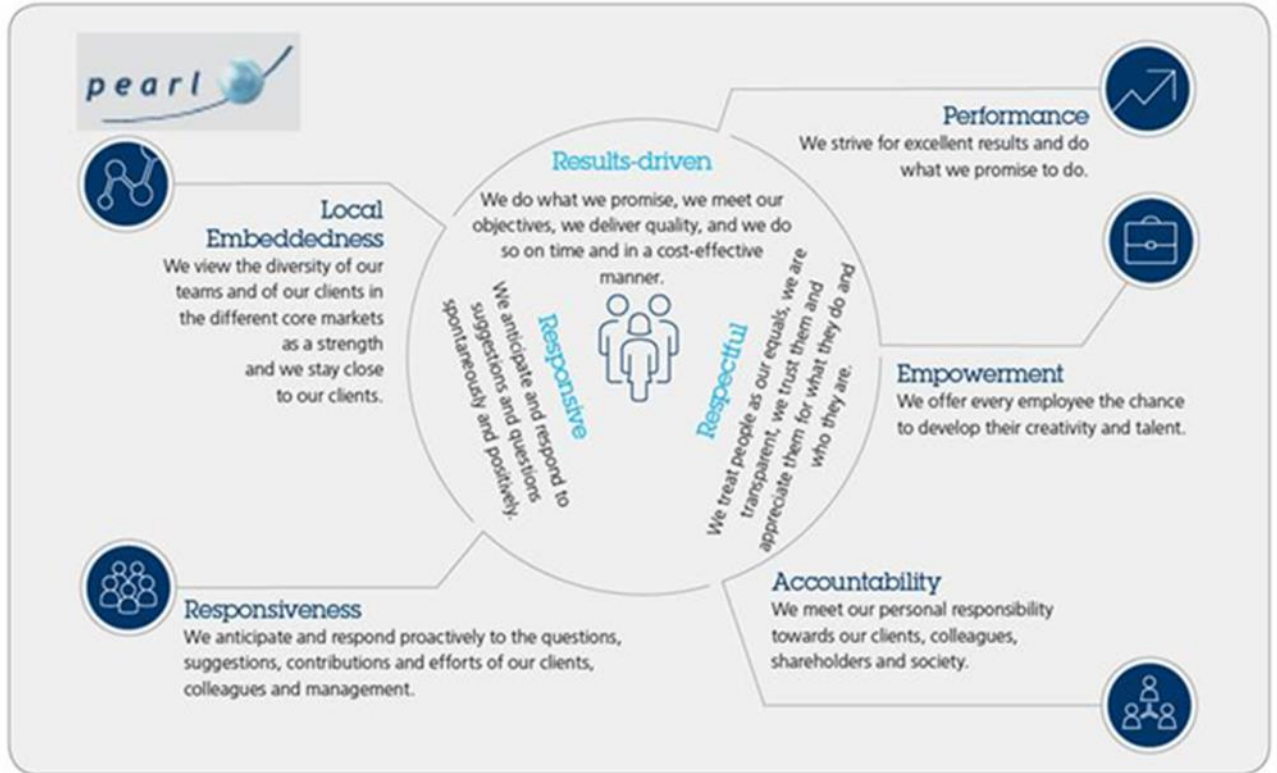 pearl
Performance
We strive for excellent results and do
what we promise to do.
Local
Embeddedness
We view the diversity of our
teams and of our clients in
the different core markets
as a strength
and we stay close
to our clients.
Results-driven
We do what we promise, we meet our
objectives, we deliver quality, and we do
so on time and in a cost-effective
manner.
Responsive
We anticipate and respond to
suggestions and questions
spontaneously and positively.
Respectful
We treat people as our equals, we are
transparent, we trust them and
appreciate them for what they do and
who they are.
Empowerment
We offer every employee the chance
to develop their creativity and talent.
Responsiveness
We anticipate and respond proactively to the questions,
suggestions, contributions and efforts of our clients,
colleagues and management.
Accountability
We meet our personal responsibility
towards our clients, colleagues,
shareholders and society.